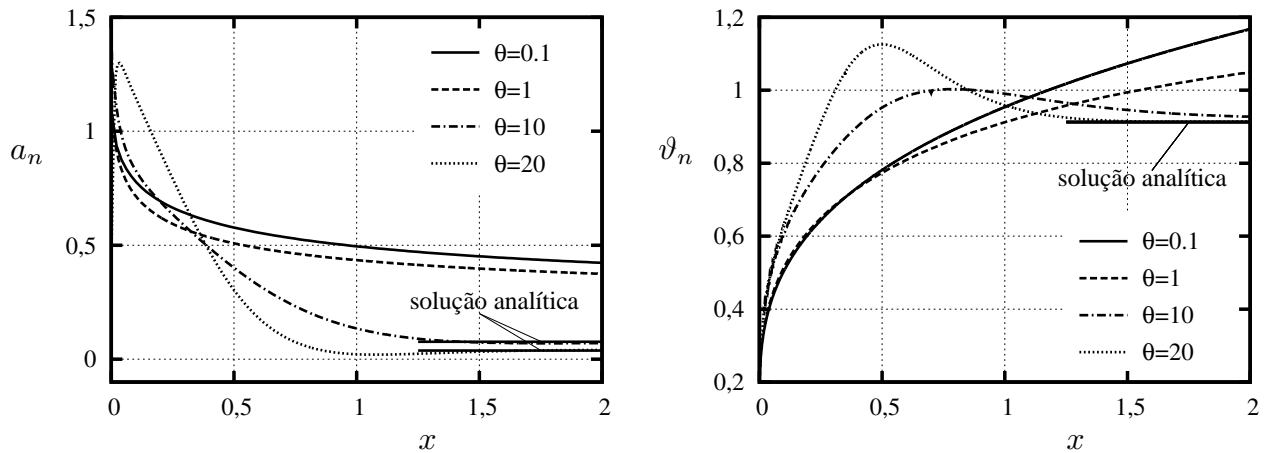 1,5
1
0,5
0
a_n
θ=0.1
θ=1
θ=10
θ=20
solução analítica
0
0,5
1
1,5
2
x
1,2
1
0,8
0,6
0,4
0,2
ϑ_n
solução analítica
θ=0.1
θ=1
θ=10
θ=20
0
0,5
1
1,5
2
x